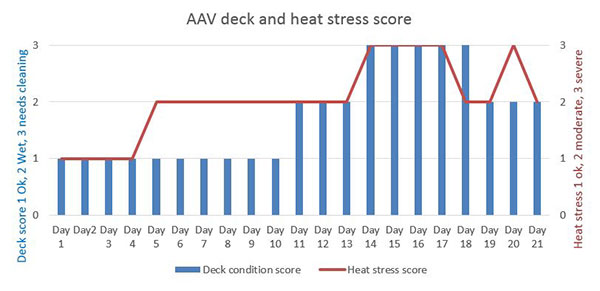 AAV deck and heat stress score
Deck score 1 Ok, 2 Wet, 3 needs cleaning
3
2
1
0
3
2
1
0
Heat stress 1 ok, 2 moderate, 3 severe
Day Day2 Day Day Day Day Day Day Day Day Day Day Day Day Day Day Day Day Day Day Day
1 3 4 5 6 7 8 9 10 11 12 13 14 15 16 17 18 19 20 21
Deck condition score Heat stress score